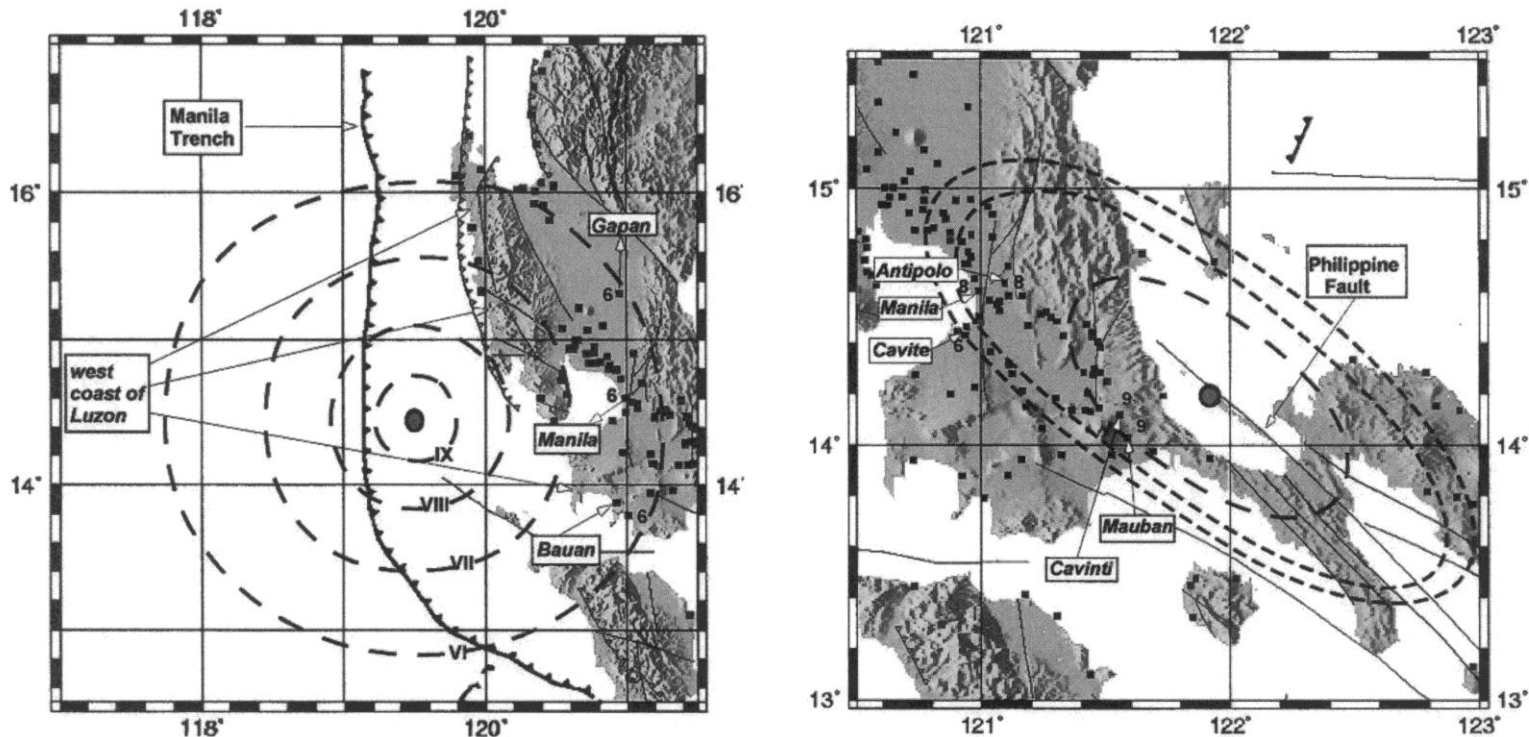 118° 120°
Manila
Trench
16° 16°
Gapan
6
west
coast of
Luzon
6
Manila
IX
14° 14°
VIII
6
Bauan
VII
VI
118° 120°
121° 122° 123°
15° 15°
Antipolo
8
8
Manila
Philippine
Fault
Cavite
6
9
9
14° 14°
Mauban
Cavinti
13° 13°
121° 122° 123°